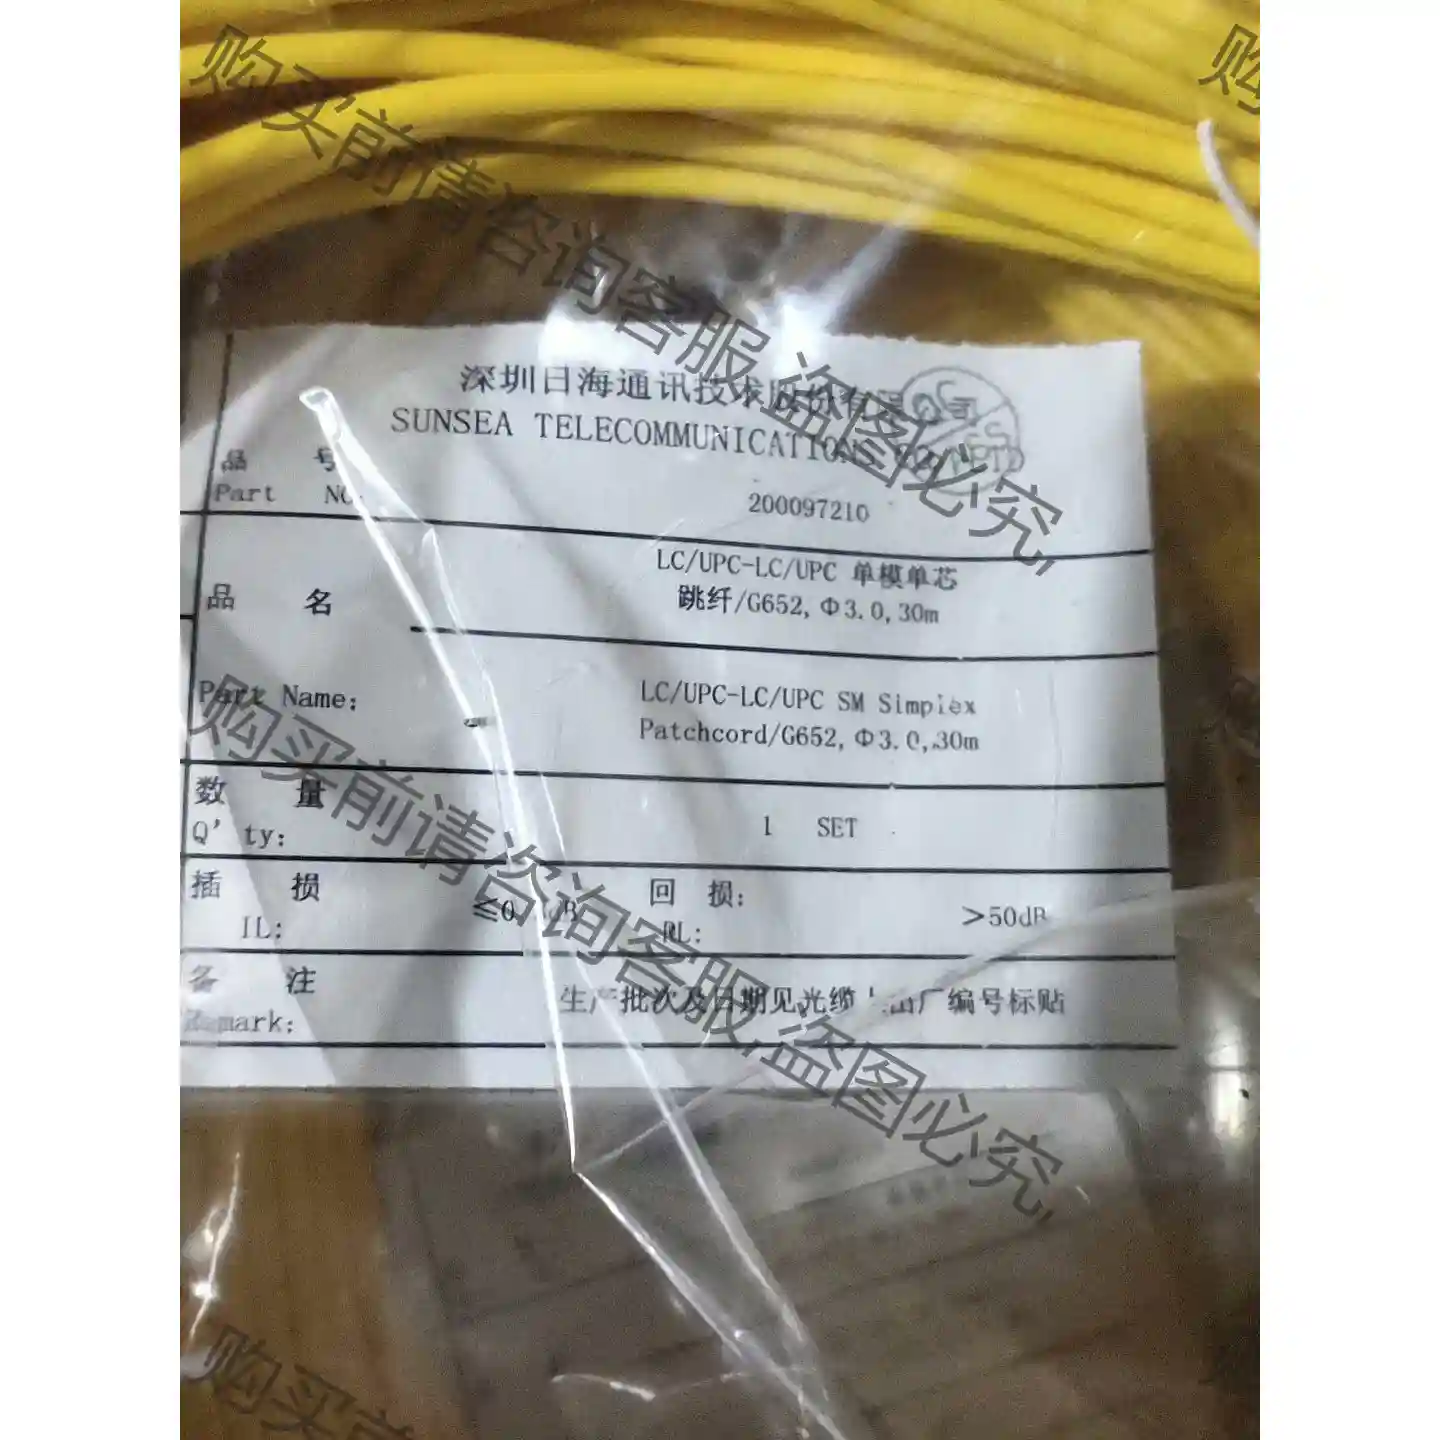 购买前请咨询客服,盗图必究,
深圳日海通讯技术股份有限公司
SUNSEA TELECOMMUNICATIONS
品 号
Part NO.
200097210
LC/UPC-LC/UPC 单模单芯
品 名
跳纤/G652,Φ3.0,30m
Part Name:
LC/UPC-LC/UPC SM Simplex
Patchcord/G652,Φ3.0,30m
购买前请咨询客服,盗图必究,
数 量
Q'ty:
1 SET
插 损
IL:
≤0 dB
回 损:
RL:
>50dB
备 注
Remark:
生产批次及日期见光缆 出厂编号标贴
购买前